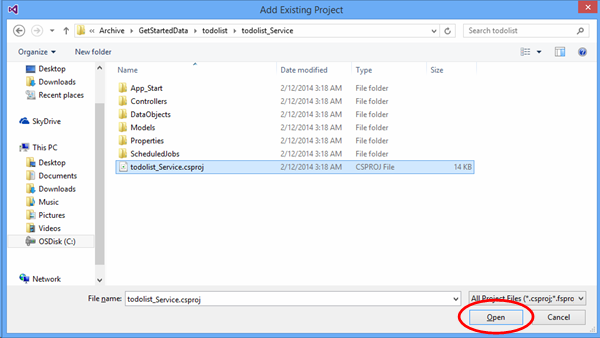 Add Existing Project
« Archive ▸ GetStartedData ▸ todolist ▸ todolist_Service
Search todolist
Organize
New folder
Name Date modified Type Size
Desktop
Downloads
Recent places
SkyDrive
This PC
Desktop
Documents
Downloads
Music
Pictures
Videos
OSDisk (C:)
Network
App_Start 2/12/2014 3:18 AM File folder
Controllers 2/12/2014 3:18 AM File folder
DataObjects 2/12/2014 3:18 AM File folder
Models 2/12/2014 3:18 AM File folder
Properties 2/12/2014 3:18 AM File folder
ScheduledJobs 2/12/2014 3:18 AM File folder
todolist_Service.csproj 2/12/2014 3:18 AM CSPROJ File 14 KB
File name: todolist_Service.csproj
All Project Files (*.csproj;*.fspro
Open
Cancel